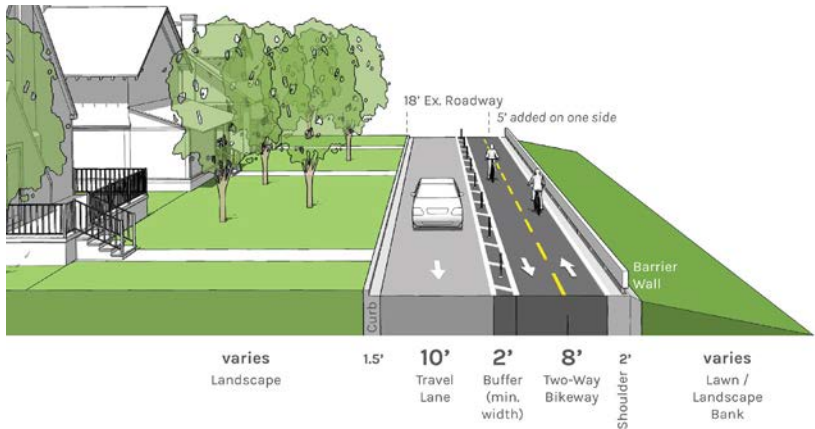 18' Ex. Roadway
5' added on one side
Barrier
Wall
Curb
varies
Landscape
1.5'
10'
Travel
Lane
2'
Buffer
(min.
width)
8'
Two-Way
Bikeway
2'
Shoulder
varies
Lawn /
Landscape
Bank